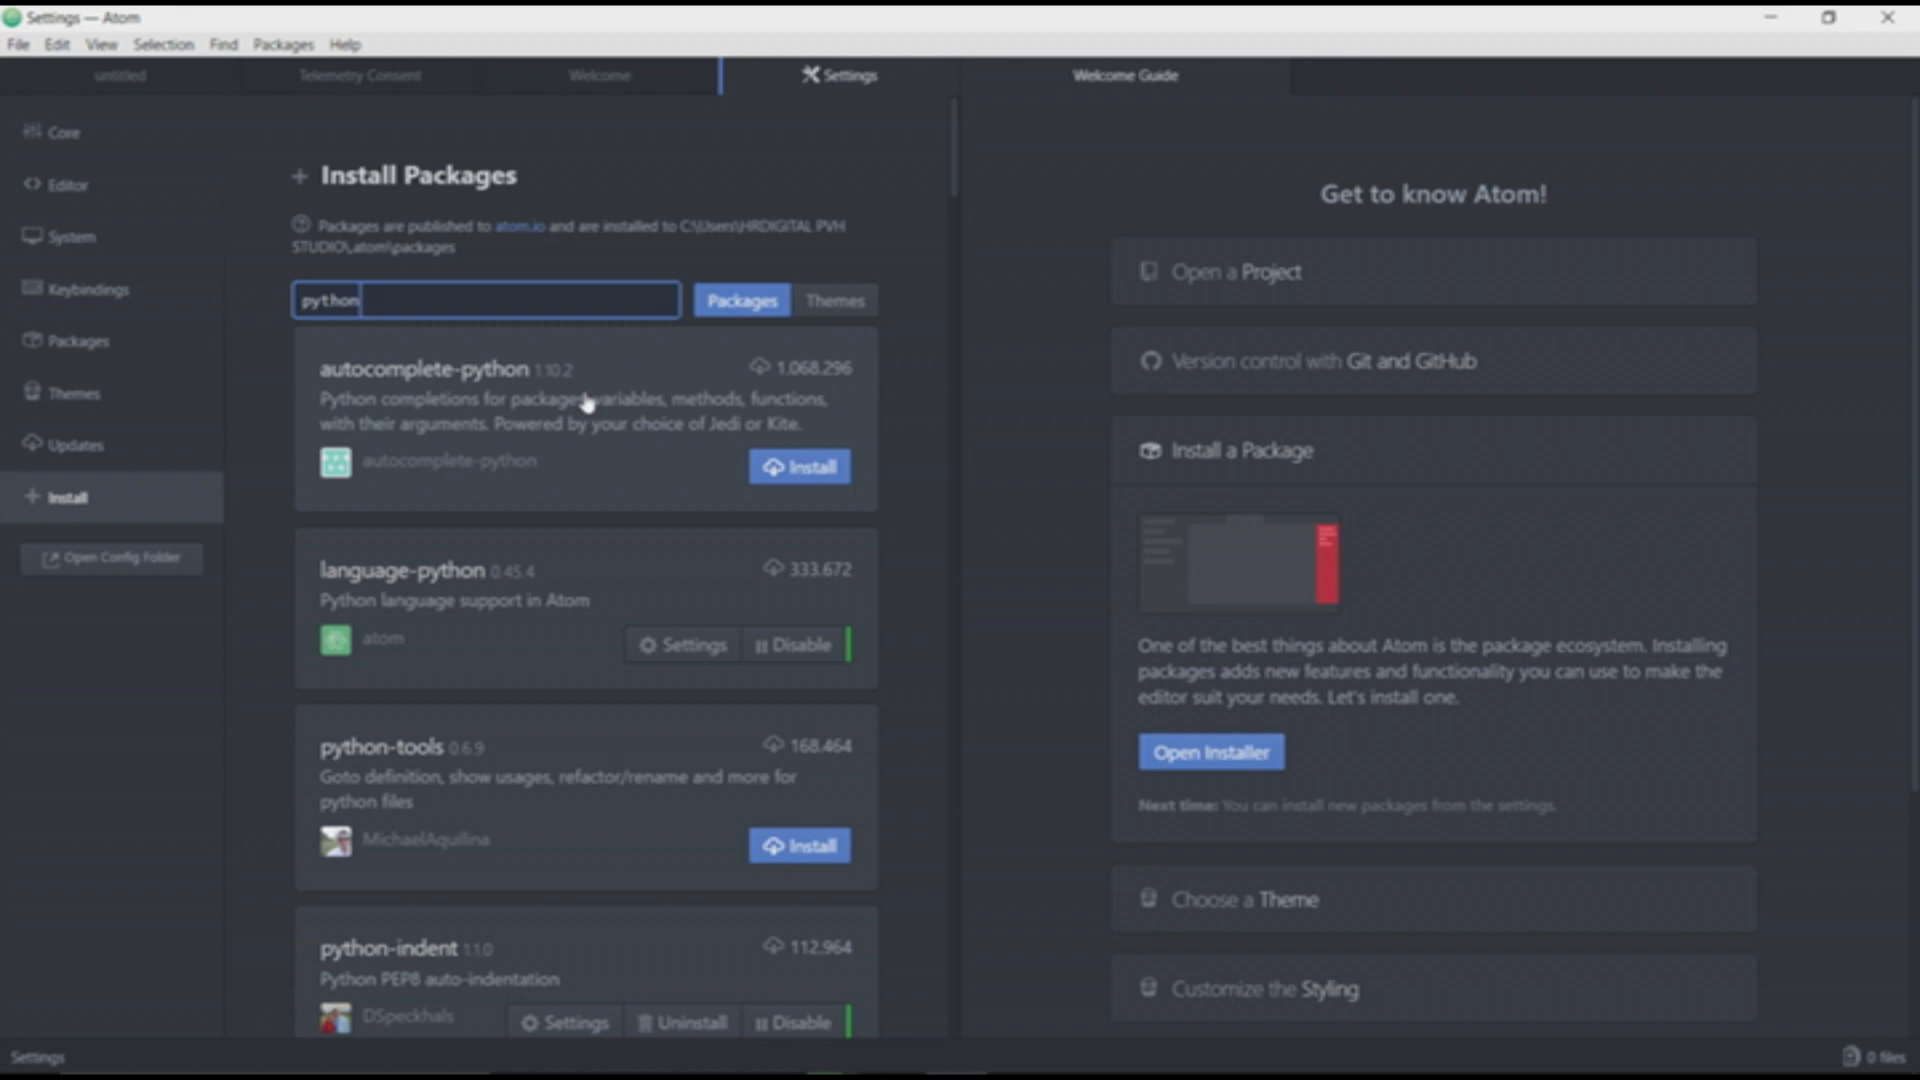 Settings — Atom
File Edit View Selection Find Packages Help
untitled
Telemetry Consent
Welcome
Settings
Welcome Guide
Core
Editor
System
Keybindings
Packages
Themes
Updates
Install
Open Config Folder
Install Packages
Packages are published to atom.io and are installed to C:\Users\HRDIGITAL PVH
STUDIO\.atom\packages
python
Packages
Themes
autocomplete-python 1.10.2
1.068.296
Python completions for packages, variables, methods, functions,
with their arguments. Powered by your choice of Jedi or Kite.
autocomplete-python
Install
language-python 0.45.4
333.672
Python language support in Atom
atom
Settings
Disable
python-tools 0.6.9
168.464
Goto definition, show usages, refactor/rename and more for
python files
MichaelAquilina
Install
python-indent 1.1.0
112.964
Python PEP8 auto-indentation
DSpeckhals
Settings
Uninstall
Disable
Get to know Atom!
Open a Project
Version control with Git and GitHub
Install a Package
One of the best things about Atom is the package ecosystem. Installing
packages adds new features and functionality you can use to make the
editor suit your needs. Let's install one.
Open Installer
Next time: You can install new packages from the settings.
Choose a Theme
Customize the Styling
Settings
0 files